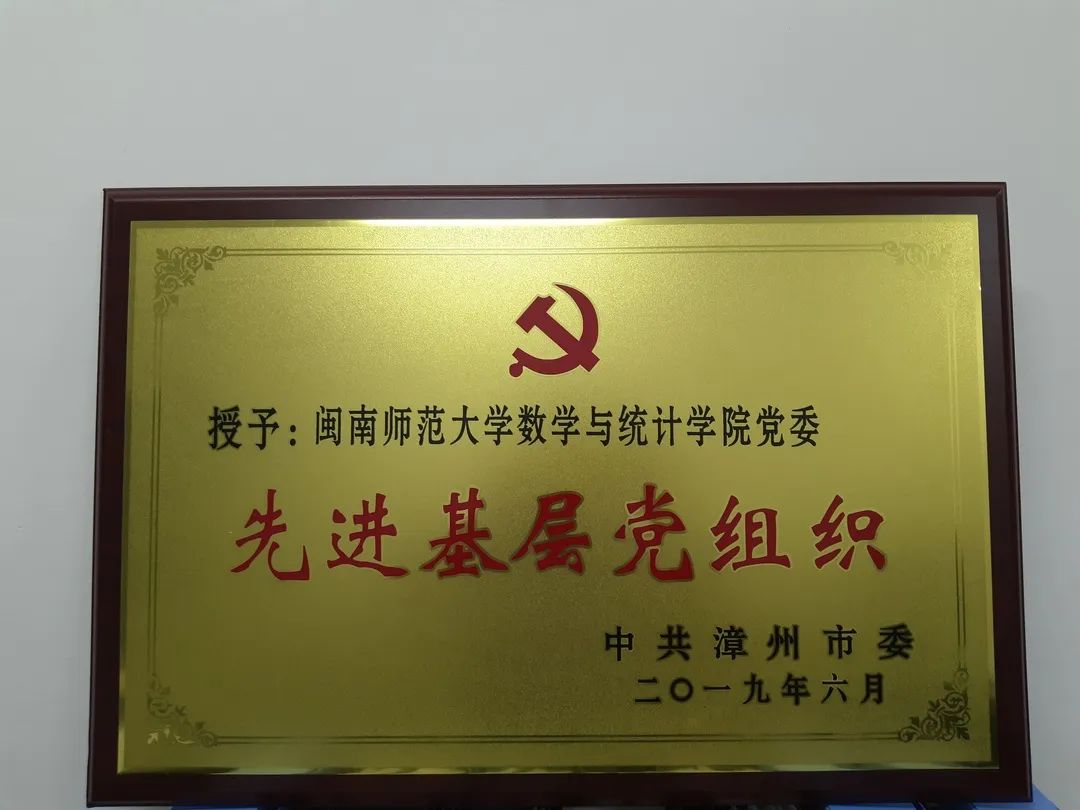 授予：闽南师范大学数学与统计学院党委
先进基层党组织
中共漳州市委
二〇一九年六月